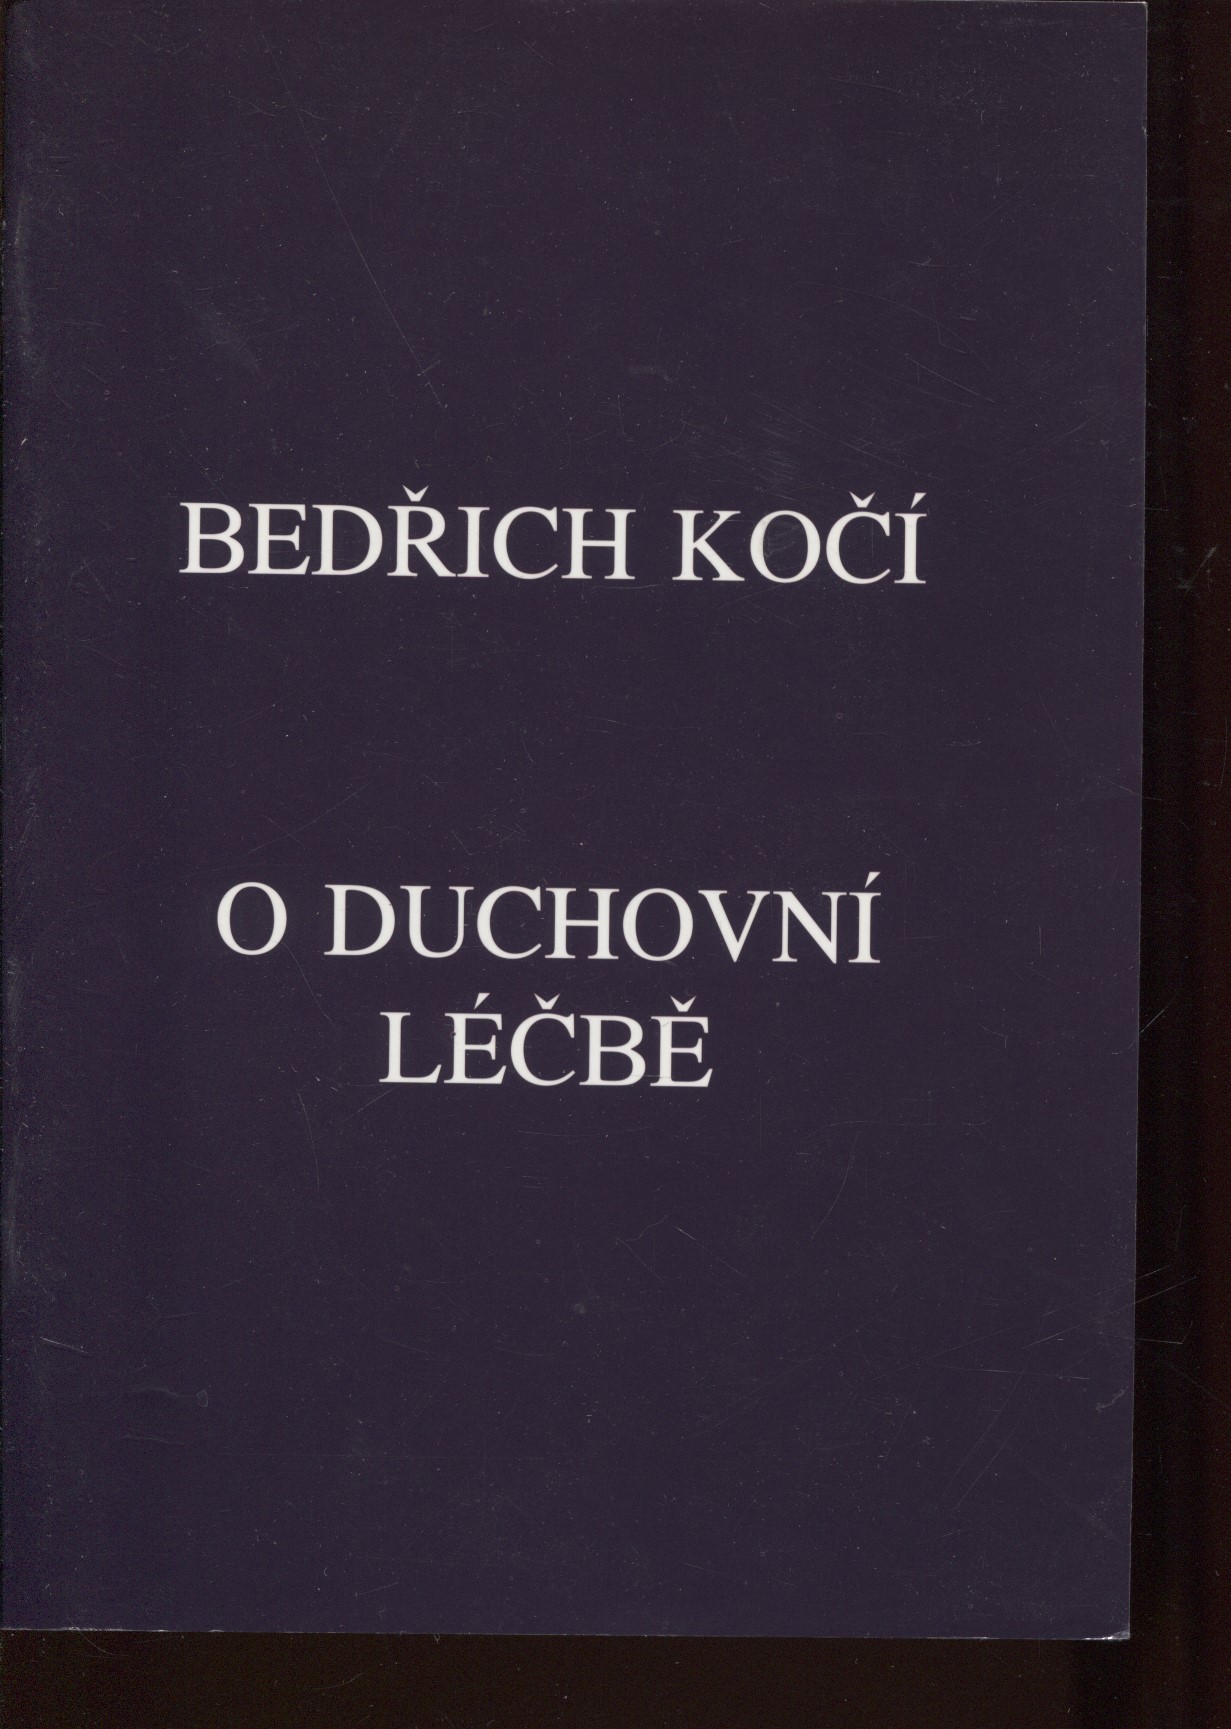 BEDŘICH KOČÍ
O DUCHOVNÍ
LÉČBĚ